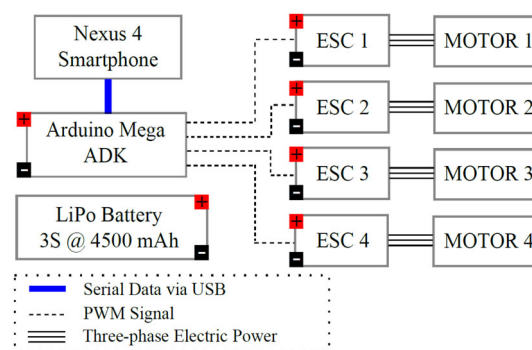 Nexus 4
Smartphone
Arduino Mega
ADK
LiPo Battery
3S @ 4500 mAh
ESC 1
MOTOR 1
ESC 2
MOTOR 2
ESC 3
MOTOR 3
ESC 4
MOTOR 4
Serial Data via USB
PWM Signal
Three-phase Electric Power